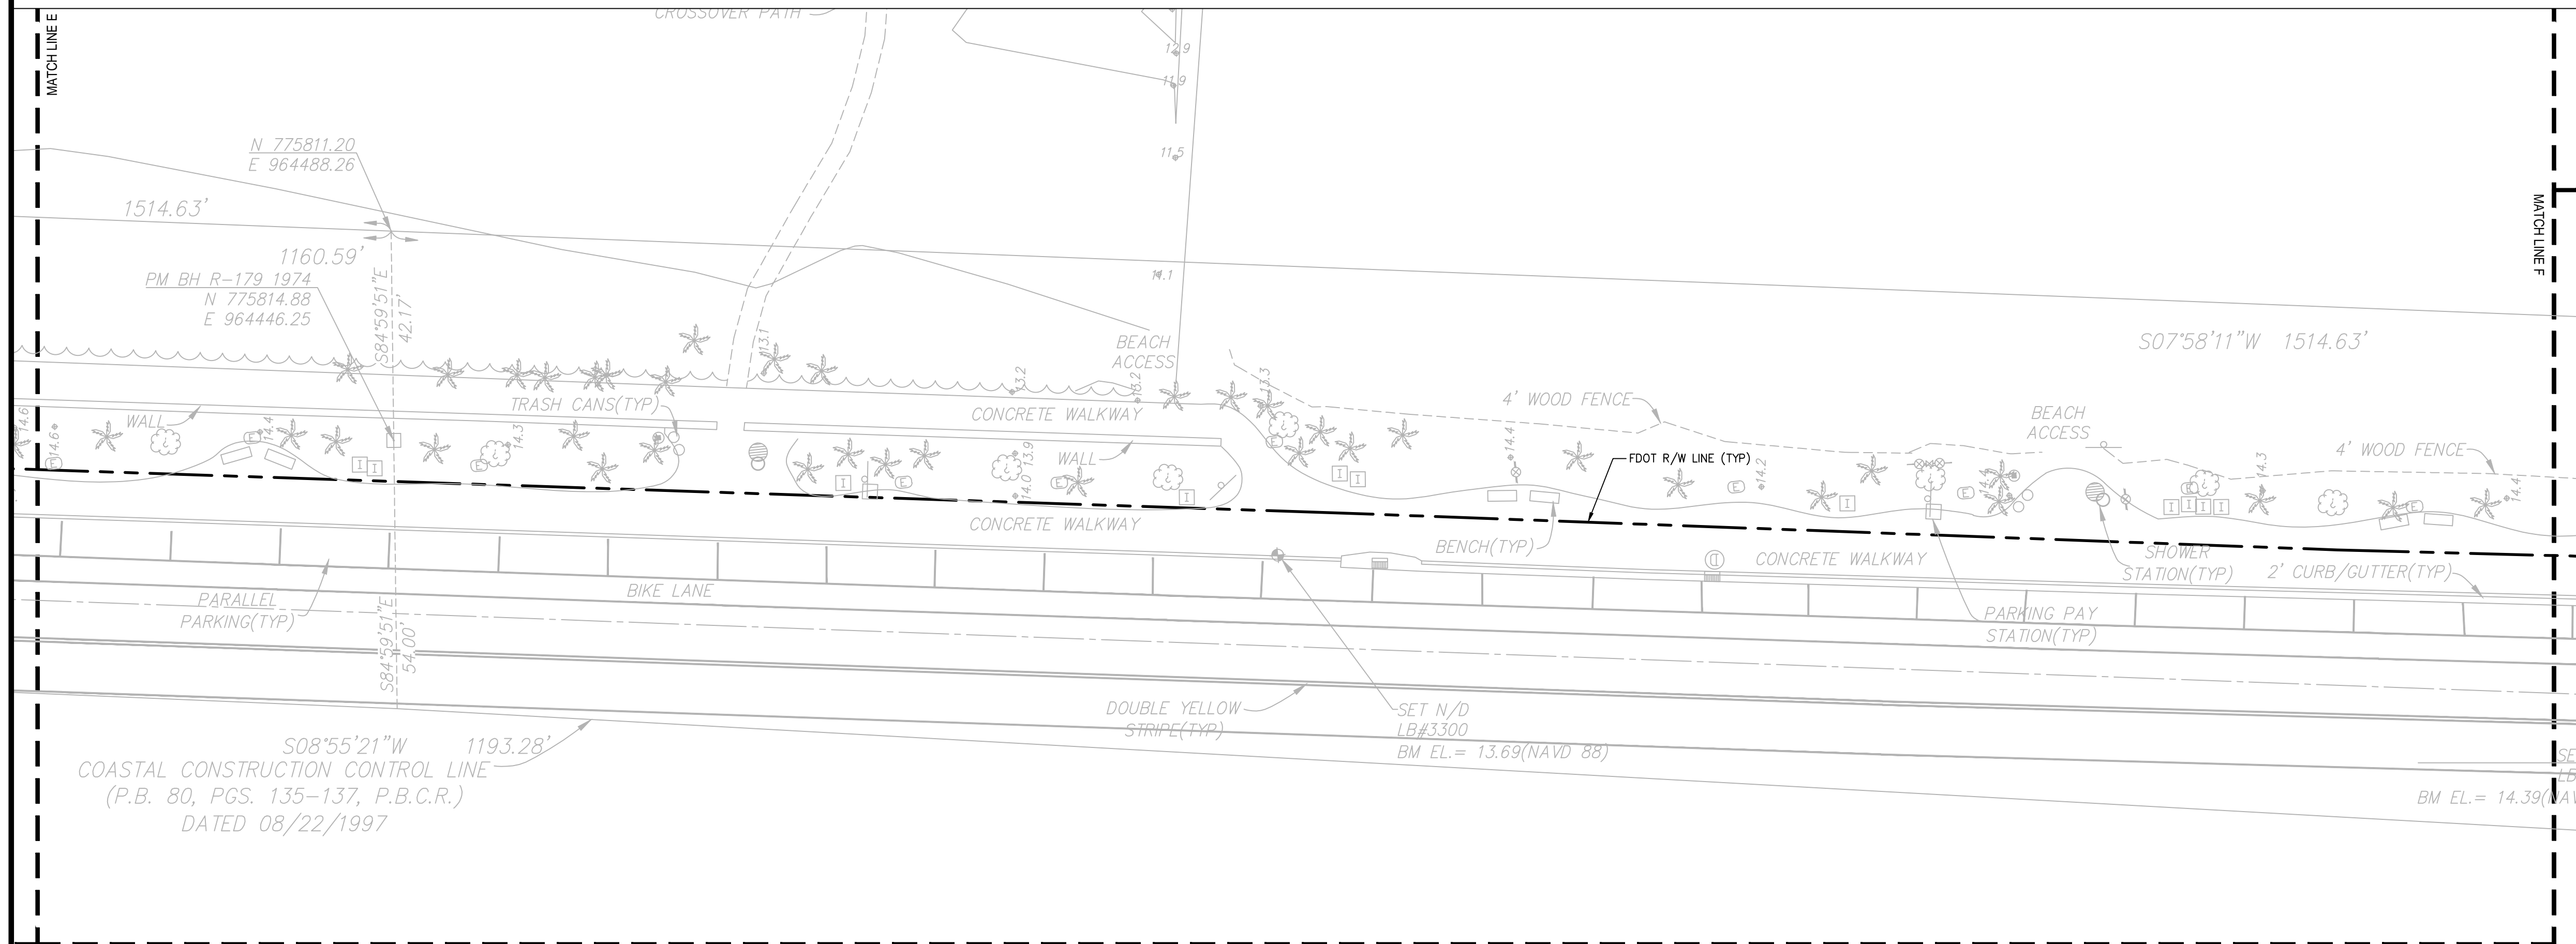 MATCH LINE E
CROSSOVER PATH
12.9
11.9
11.5
11.1
N 775811.20
E 964488.26
1514.63'
1160.59'
PM BH R-179 1974
N 775814.88
E 964446.25
S84°59'51"E
42.17'
13.1
BEACH
ACCESS
13.2
13.2
13.3
MATCH LINE F
S07°58'11"W 1514.63'
TRASH CANS(TYP)
CONCRETE WALKWAY
4' WOOD FENCE
BEACH
ACCESS
4' WOOD FENCE
14.6
14.6
WALL
14.4
14.3
WALL
13.9
14.0
14.4
FDOT R/W LINE (TYP)
14.2
14.3
14.4
E
E
I
I
E
I
E
E
I
E
I
I
E
I
E
I
I
I
I
E
E
CONCRETE WALKWAY
BENCH(TYP)
D
CONCRETE WALKWAY
SHOWER
STATION(TYP)
2' CURB/GUTTER(TYP)
PARALLEL
PARKING(TYP)
BIKE LANE
PARKING PAY
STATION(TYP)
S84°59'51"E
54.00'
DOUBLE YELLOW
STRIPE(TYP)
SET N/D
LB#3300
BM EL.= 13.69(NAVD 88)
S08°55'21"W 1193.28'
COASTAL CONSTRUCTION CONTROL LINE
(P.B. 80, PGS. 135-137, P.B.C.R.)
DATED 08/22/1997
SE
LB
BM EL.= 14.39(NAV